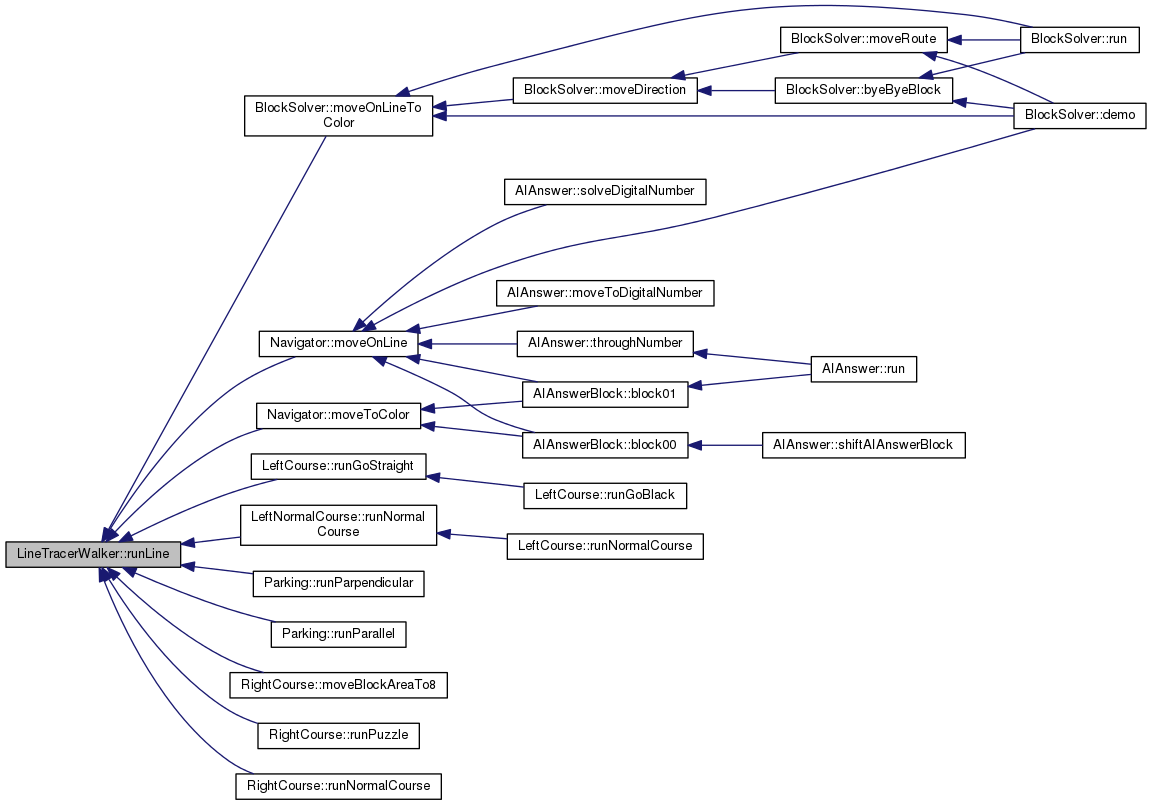 BlockSolver::moveRoute
BlockSolver::run
BlockSolver::moveDirection
BlockSolver::byeByeBlock
BlockSolver::moveOnLineTo
Color
BlockSolver::demo
AIAnswer::solveDigitalNumber
AIAnswer::moveToDigitalNumber
Navigator::moveOnLine
AIAnswer::throughNumber
AIAnswer::run
AIAnswerBlock::block01
Navigator::moveToColor
AIAnswerBlock::block00
AIAnswer::shiftAIAnswerBlock
LeftCourse::runGoStraight
LeftCourse::runGoBlack
LeftNormalCourse::runNormal
Course
LeftCourse::runNormalCourse
LineTracerWalker::runLine
Parking::runParpendicular
Parking::runParallel
RightCourse::moveBlockAreaTo8
RightCourse::runPuzzle
RightCourse::runNormalCourse